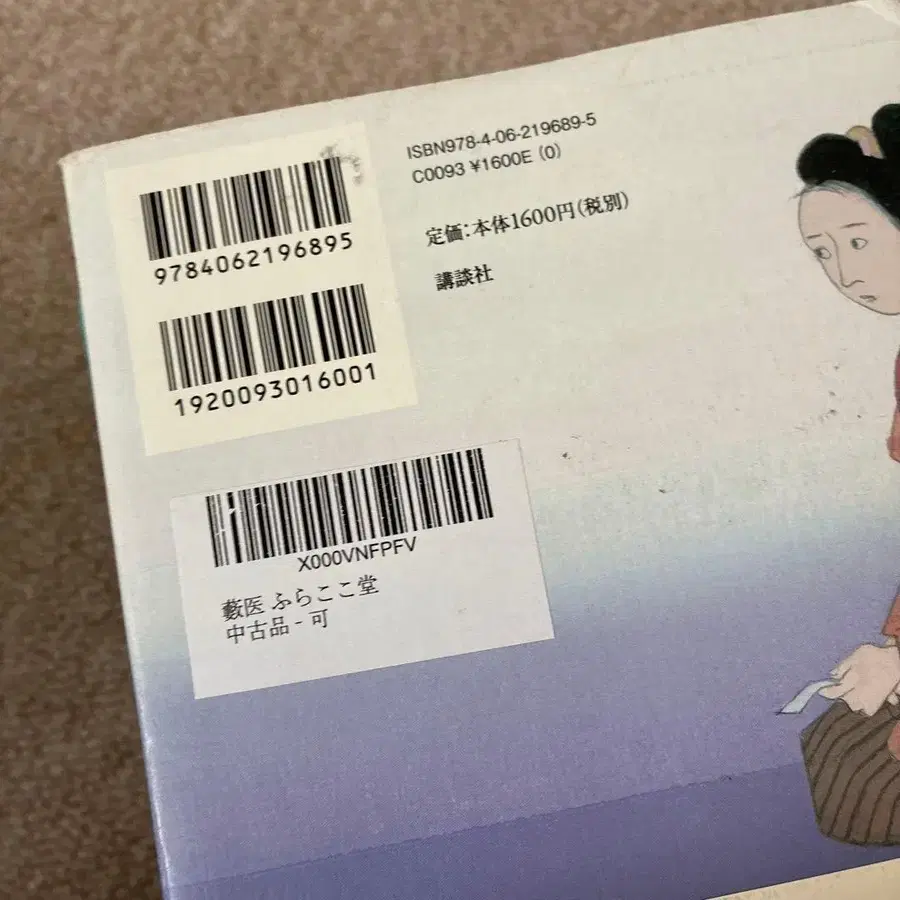 ISBN978-4-06-219689-5
C0093 ¥1600E (0)
定価:本体1600円(税別)
講談社
9784062196895
1920093016001
X000VNFPFV
藪医 ふらここ堂
中古品 - 可